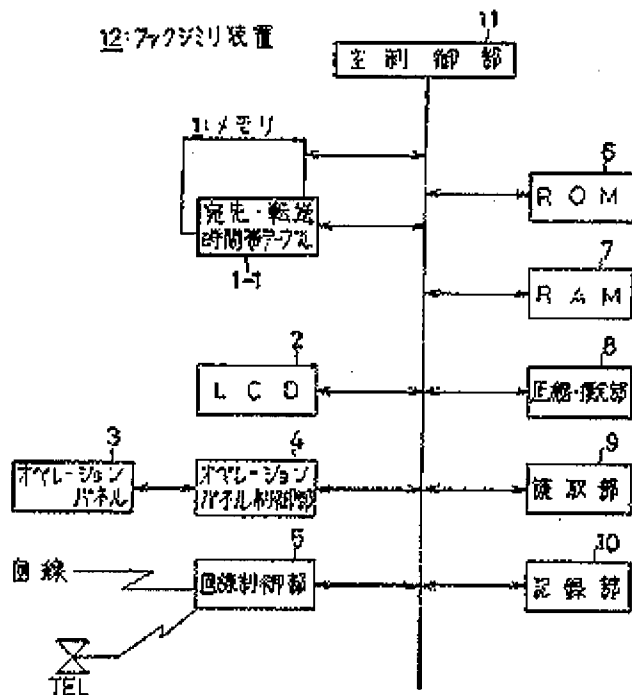 12:ファクシミリ装置
11
主制御部
1:メモリ
宛先・転送
時間帯テーブル
1-1
6
ROM
7
RAM
2
LCD
8
圧縮・復元部
3
オペレーション
パネル
4
オペレーション
パネル制御部
9
読取部
回線
5
回線制御部
10
記録部
TEL